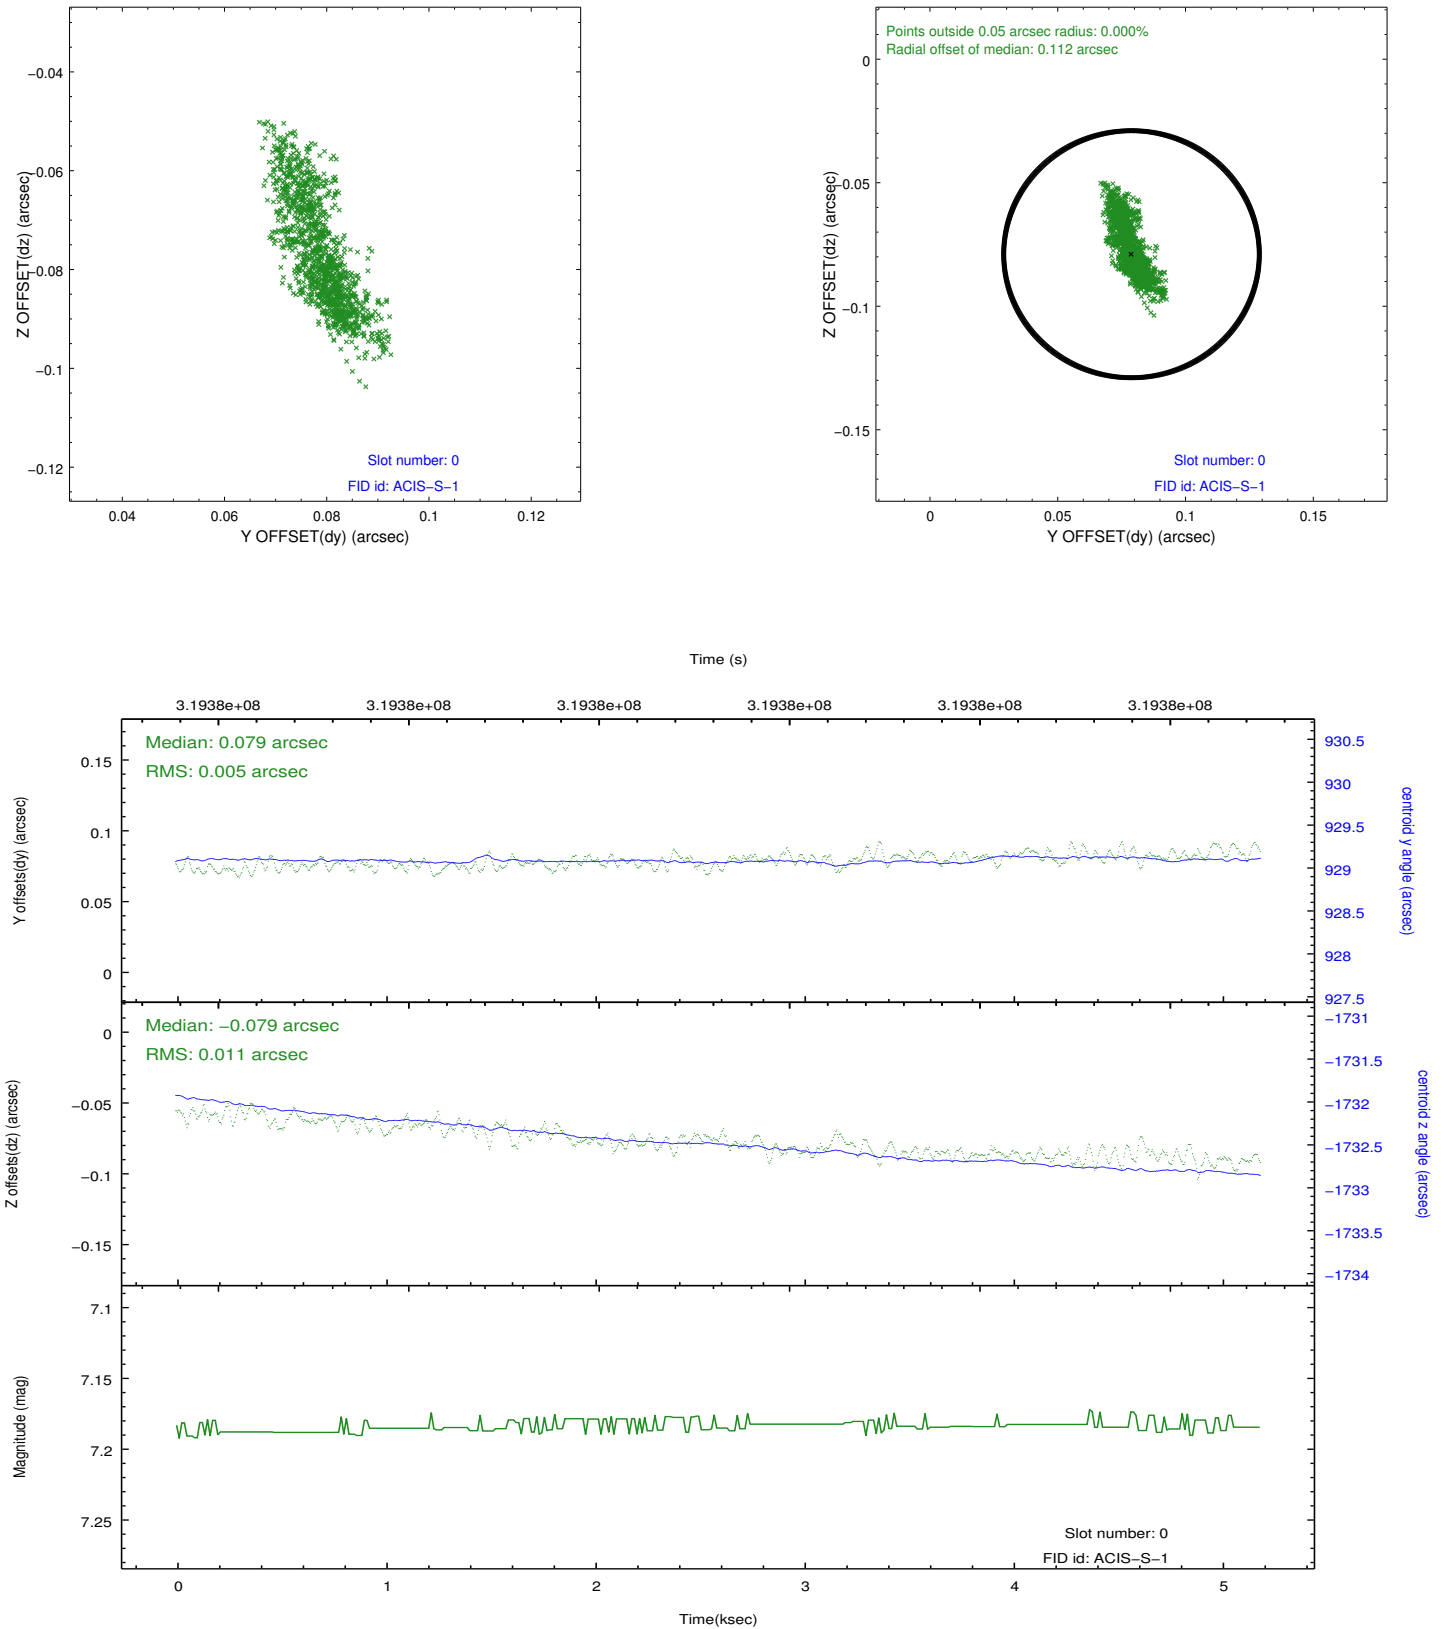 −0.04
−0.06
−0.08
−0.1
−0.12
Z OFFSET(dz) (arcsec)
Slot number: 0
FID id: ACIS−S−1
0.04 0.06 0.08 0.1 0.12
Y OFFSET(dy) (arcsec)
Points outside 0.05 arcsec radius: 0.000%
Radial offset of median: 0.112 arcsec
0
−0.05
−0.1
−0.15
Z OFFSET(dz) (arcsec)
Slot number: 0
FID id: ACIS−S−1
0 0.05 0.1 0.15
Y OFFSET(dy) (arcsec)
Time (s)
3.1938e+08 3.1938e+08 3.1938e+08 3.1938e+08 3.1938e+08 3.1938e+08
Median: 0.079 arcsec
RMS: 0.005 arcsec
0.15
0.1
0.05
0
Y offsets(dy) (arcsec)
930.5
930
929.5
929
928.5
928
927.5
centroid y angle (arcsec)
Median: −0.079 arcsec
RMS: 0.011 arcsec
0
−0.05
−0.1
−0.15
Z offsets(dz) (arcsec)
−1731
−1731.5
−1732
−1732.5
−1733
−1733.5
−1734
centroid z angle (arcsec)
7.1
7.15
7.2
7.25
Magnitude (mag)
Slot number: 0
FID id: ACIS−S−1
0 1 2 3 4 5
Time(ksec)